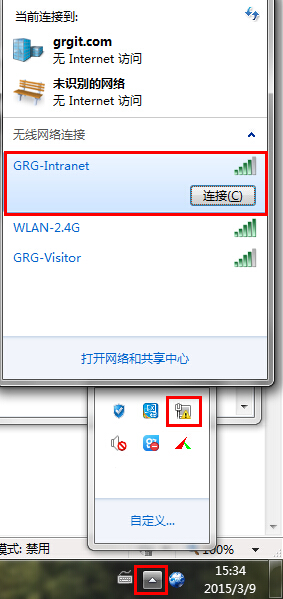 当前连接到:
grgit.com
无 Internet 访问
未识别的网络
无 Internet 访问
无线网络连接
GRG-Intranet
连接(C)
WLAN-2.4G
GRG-Visitor
打开网络和共享中心
自定义...
模式: 禁用
100%
15:34
2015/3/9